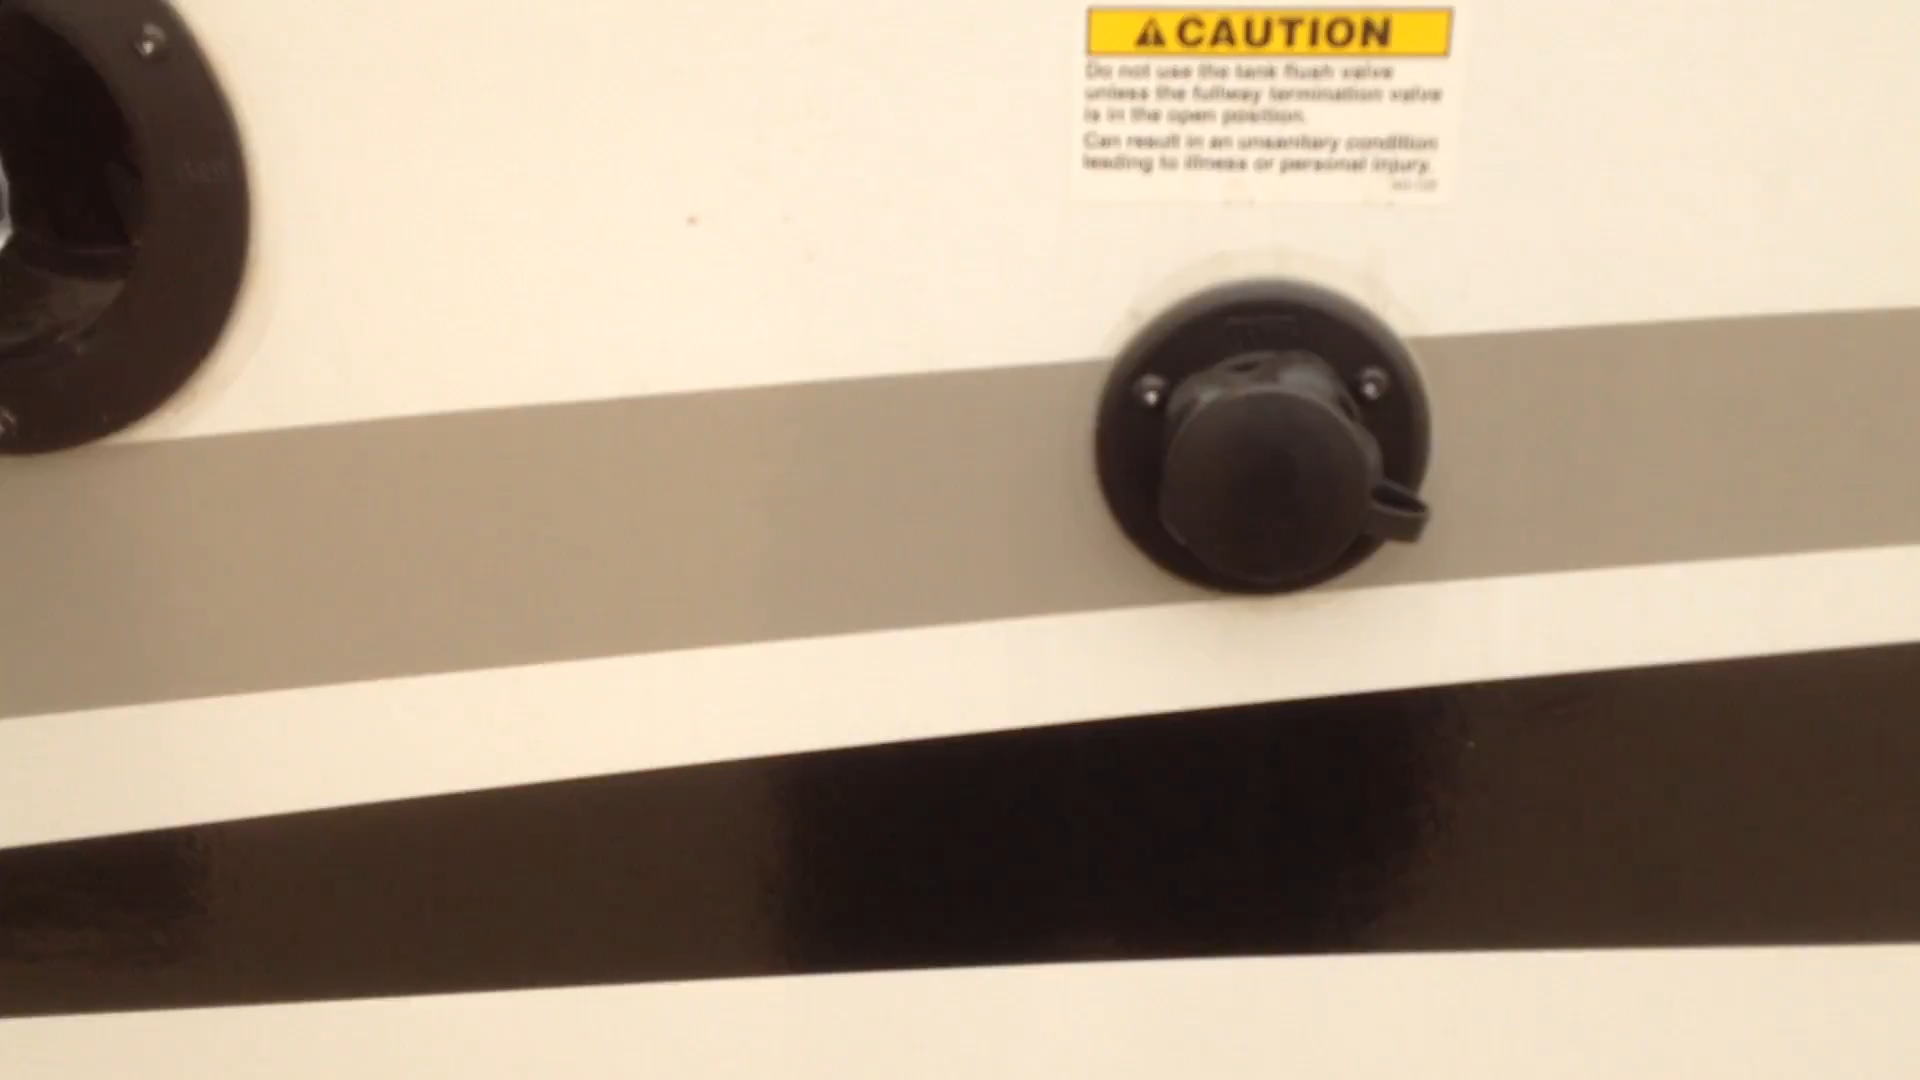 CAUTION
Do not use the tank flush valve
unless the fullway termination valve
is in the open position.
Can result in an unsanitary condition
leading to illness or personal injury.